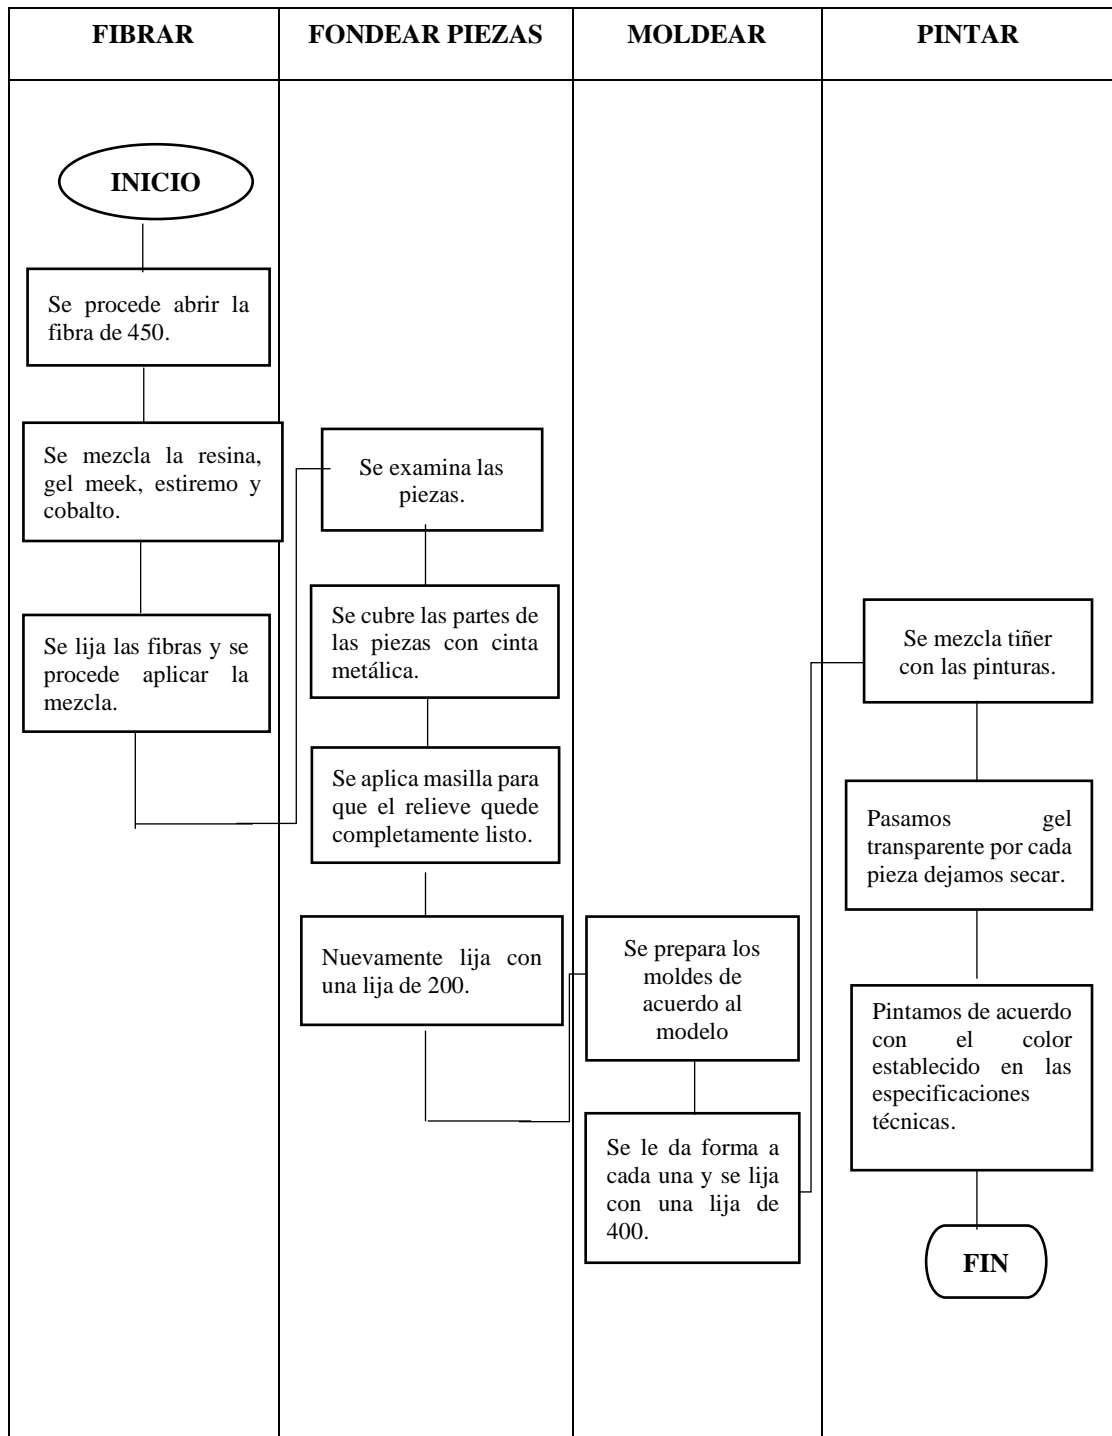 FIBRAR
FONDEAR PIEZAS
MOLDEAR
PINTAR
INICIO
Se procede abrir la
fibra de 450.
Se mezcla la resina,
gel meek, estiremo y
cobalto.
Se lija las fibras y se
procede aplicar la
mezcla.
Se examina las
piezas.
Se cubre las partes de
las piezas con cinta
metálica.
Se aplica masilla para
que el relieve quede
completamente listo.
Nuevamente lija con
una lija de 200.
Se prepara los
moldes de
acuerdo al
modelo
Se le da forma a
cada una y se lija
con una lija de
400.
Se mezcla tiñer
con las pinturas.
Pasamos gel
transparente por cada
pieza dejamos secar.
Pintamos de acuerdo
con el color
establecido en las
especificaciones
técnicas.
FIN